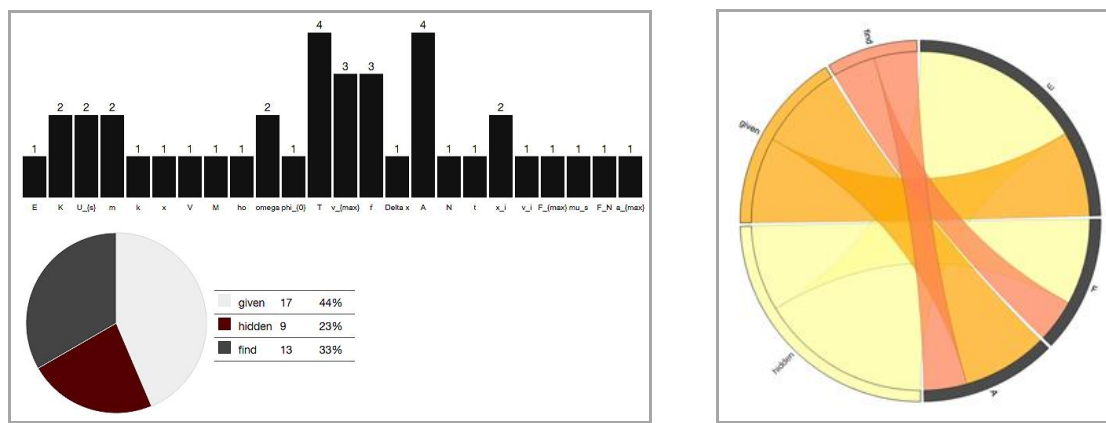 4 4
3 3
2 2 2 2 2
1 1 1 1 1 1 1 1 1 1 1 1 1 1 1
E K U_{s} m k x V M ho omega phi_{0} T v_{max} f Delta x A N t x_i v_i F_{max} mu_s F_N a_{max}
given 17 44%
hidden 9 23%
find 13 33%
find
given
hidden
A